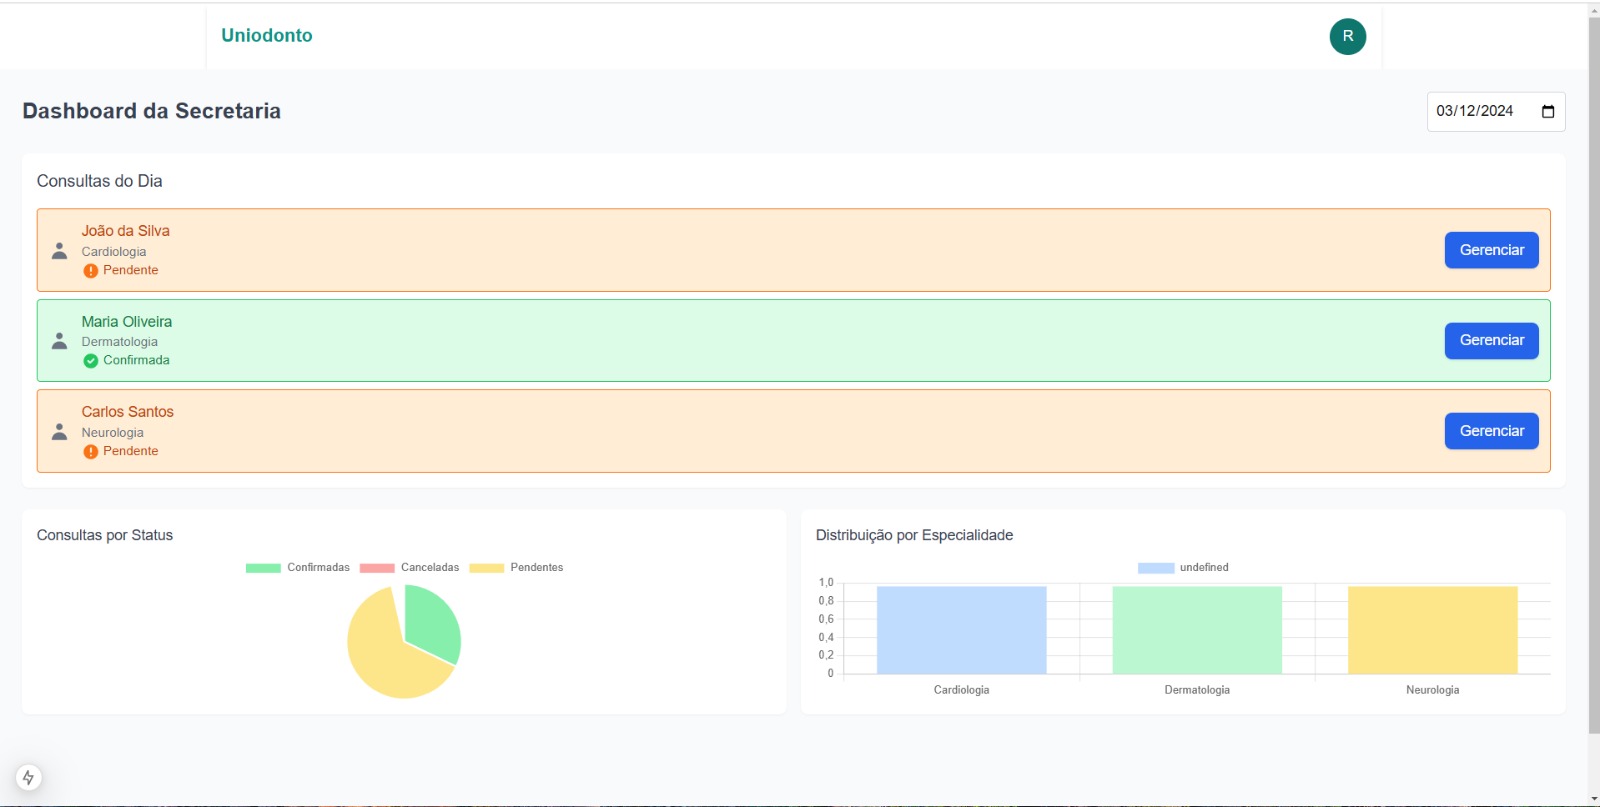 Uniodonto
R
Dashboard da Secretaria
03/12/2024
Consultas do Dia
João da Silva
Cardiologia
Pendente
Gerenciar
Maria Oliveira
Dermatologia
Confirmada
Gerenciar
Carlos Santos
Neurologia
Pendente
Gerenciar
Consultas por Status
Confirmadas Canceladas Pendentes
Distribuição por Especialidade
undefined
1,0
0,8
0,6
0,4
0,2
0
Cardiologia Dermatologia Neurologia